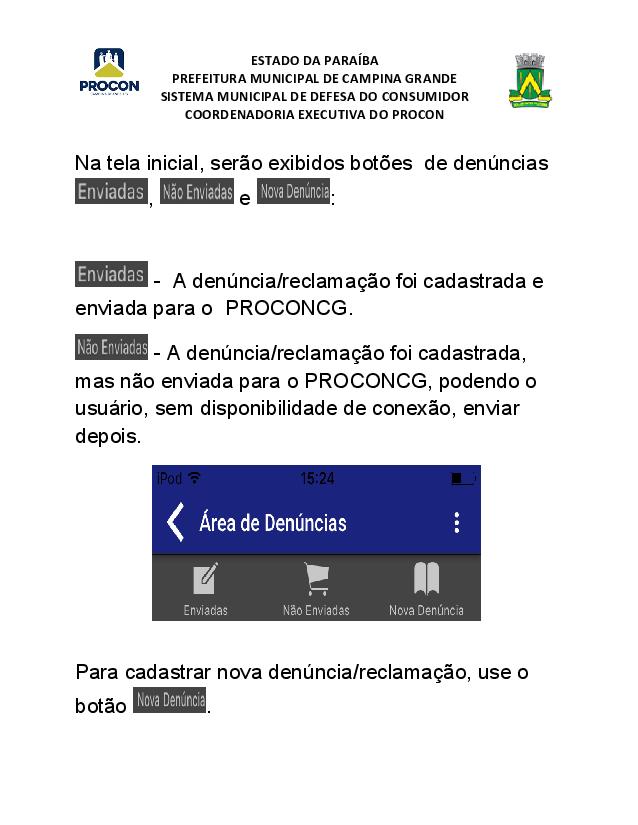 PROCON
ESTADO DA PARAÍBA
PREFEITURA MUNICIPAL DE CAMPINA GRANDE
SISTEMA MUNICIPAL DE DEFESA DO CONSUMIDOR
COORDENADORIA EXECUTIVA DO PROCON
Na tela inicial, serão exibidos botões de denúncias
Enviadas, Não Enviadas e Nova Denúncia:
Enviadas - A denúncia/reclamação foi cadastrada e
enviada para o PROCONCG.
Não Enviadas - A denúncia/reclamação foi cadastrada,
mas não enviada para o PROCONCG, podendo o
usuário, sem disponibilidade de conexão, enviar
depois.
iPod 15:24
Área de Denúncias
Enviadas Não Enviadas Nova Denúncia
Para cadastrar nova denúncia/reclamação, use o
botão Nova Denúncia.